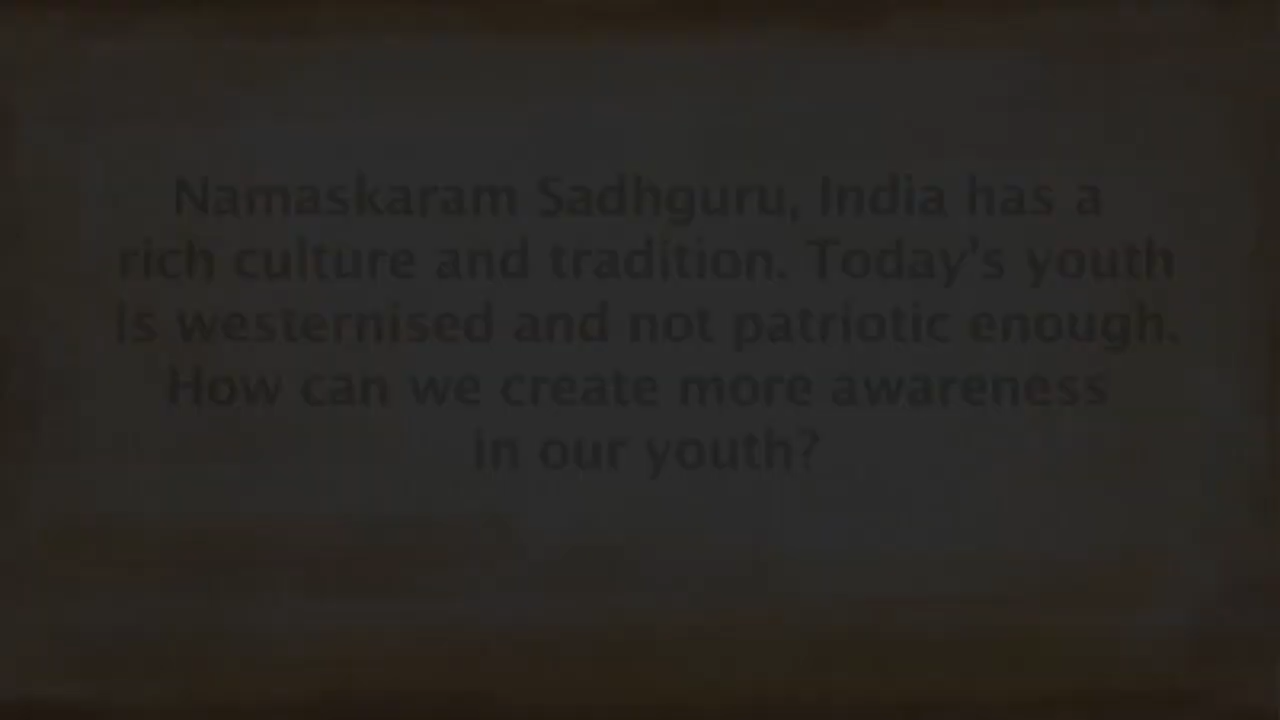 Namaskaram Sadhguru, India has a
rich culture and tradition. Today's youth
is westernised and not patriotic enough.
How can we create more awareness
in our youth?